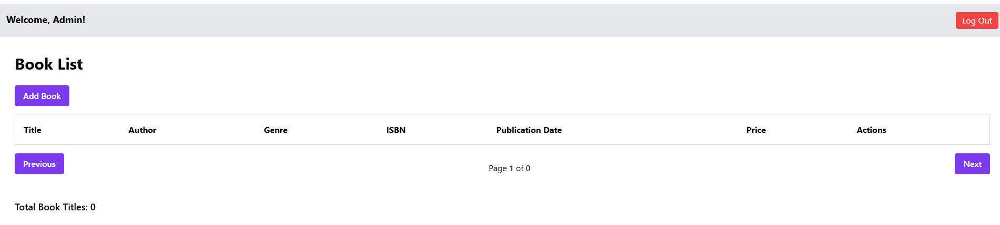 Welcome, Admin!
Log Out
Book List
Add Book
Title Author Genre ISBN Publication Date Price Actions
Previous
Page 1 of 0
Next
Total Book Titles: 0